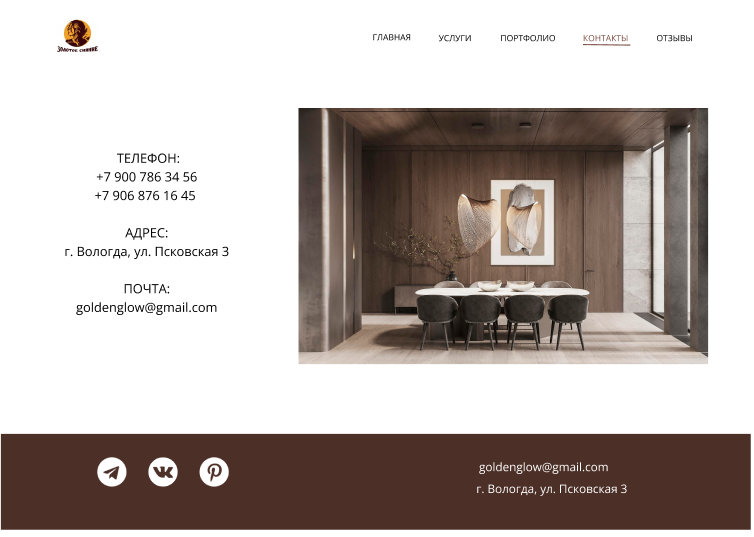 ЗОЛОТОЕ СИЯНИЕ
ГЛАВНАЯ УСЛУГИ ПОРТФОЛИО КОНТАКТЫ ОТЗЫВЫ
ТЕЛЕФОН:
+7 900 786 34 56
+7 906 876 16 45
АДРЕС:
г. Вологда, ул. Псковская 3
ПОЧТА:
goldenglow@gmail.com
goldenglow@gmail.com
г. Вологда, ул. Псковская 3